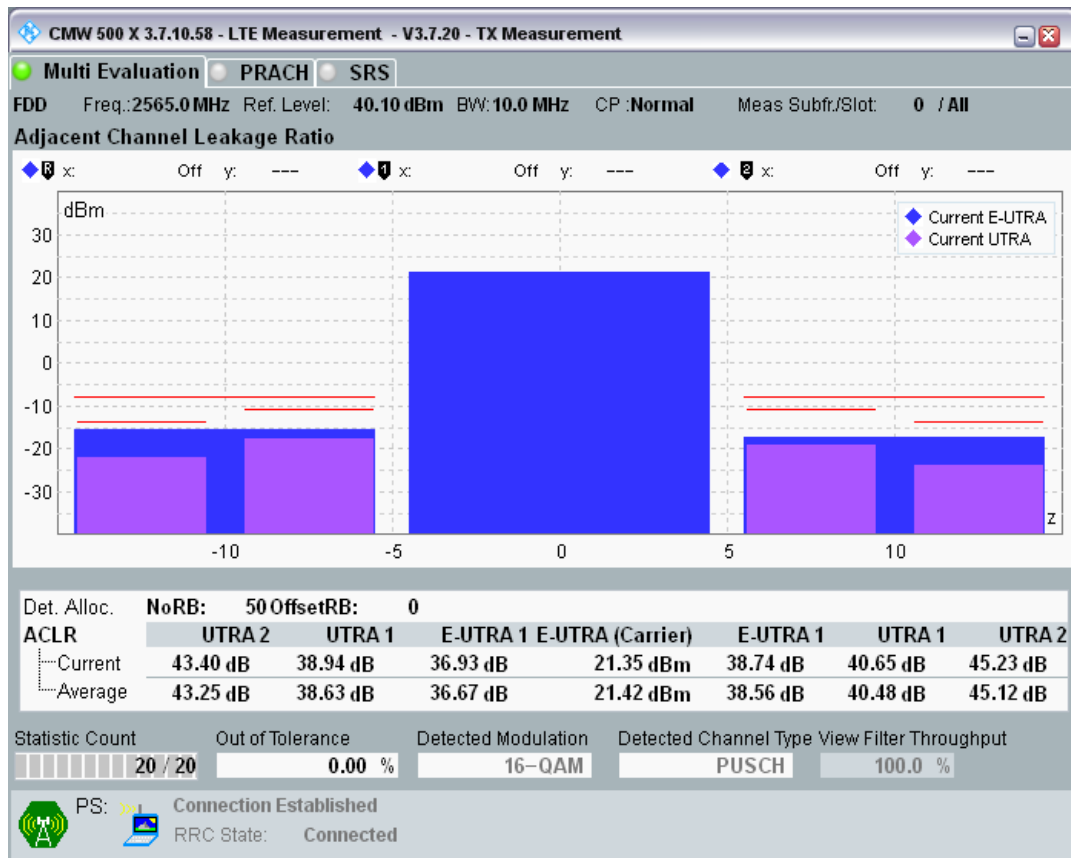 CMW 500 X 3.7.10.58 - LTE Measurement - V3.7.20 - TX Measurement
Multi Evaluation PRACH SRS
FDD Freq.:2565.0 MHz Ref. Level: 40.10 dBm BW: 10.0 MHz CP :Normal Meas Subfr./Slot: 0 / All
Adjacent Channel Leakage Ratio
R x: Off y: --- 1 x: Off y: --- 2 x: Off y: ---
dBm
Current E-UTRA
Current UTRA
30
20
10
0
-10
-20
-30
z
-10 -5 0 5 10
Det. Alloc. NoRB: 50 OffsetRB: 0
ACLR UTRA 2 UTRA 1 E-UTRA 1 E-UTRA (Carrier) E-UTRA 1 UTRA 1 UTRA 2
Current 43.40 dB 38.94 dB 36.93 dB 21.35 dBm 38.74 dB 40.65 dB 45.23 dB
Average 43.25 dB 38.63 dB 36.67 dB 21.42 dBm 38.56 dB 40.48 dB 45.12 dB
Statistic Count Out of Tolerance Detected Modulation Detected Channel Type View Filter Throughput
20 / 20 0.00 % 16-QAM PUSCH 100.0 %
PS: Connection Established
RRC State: Connected